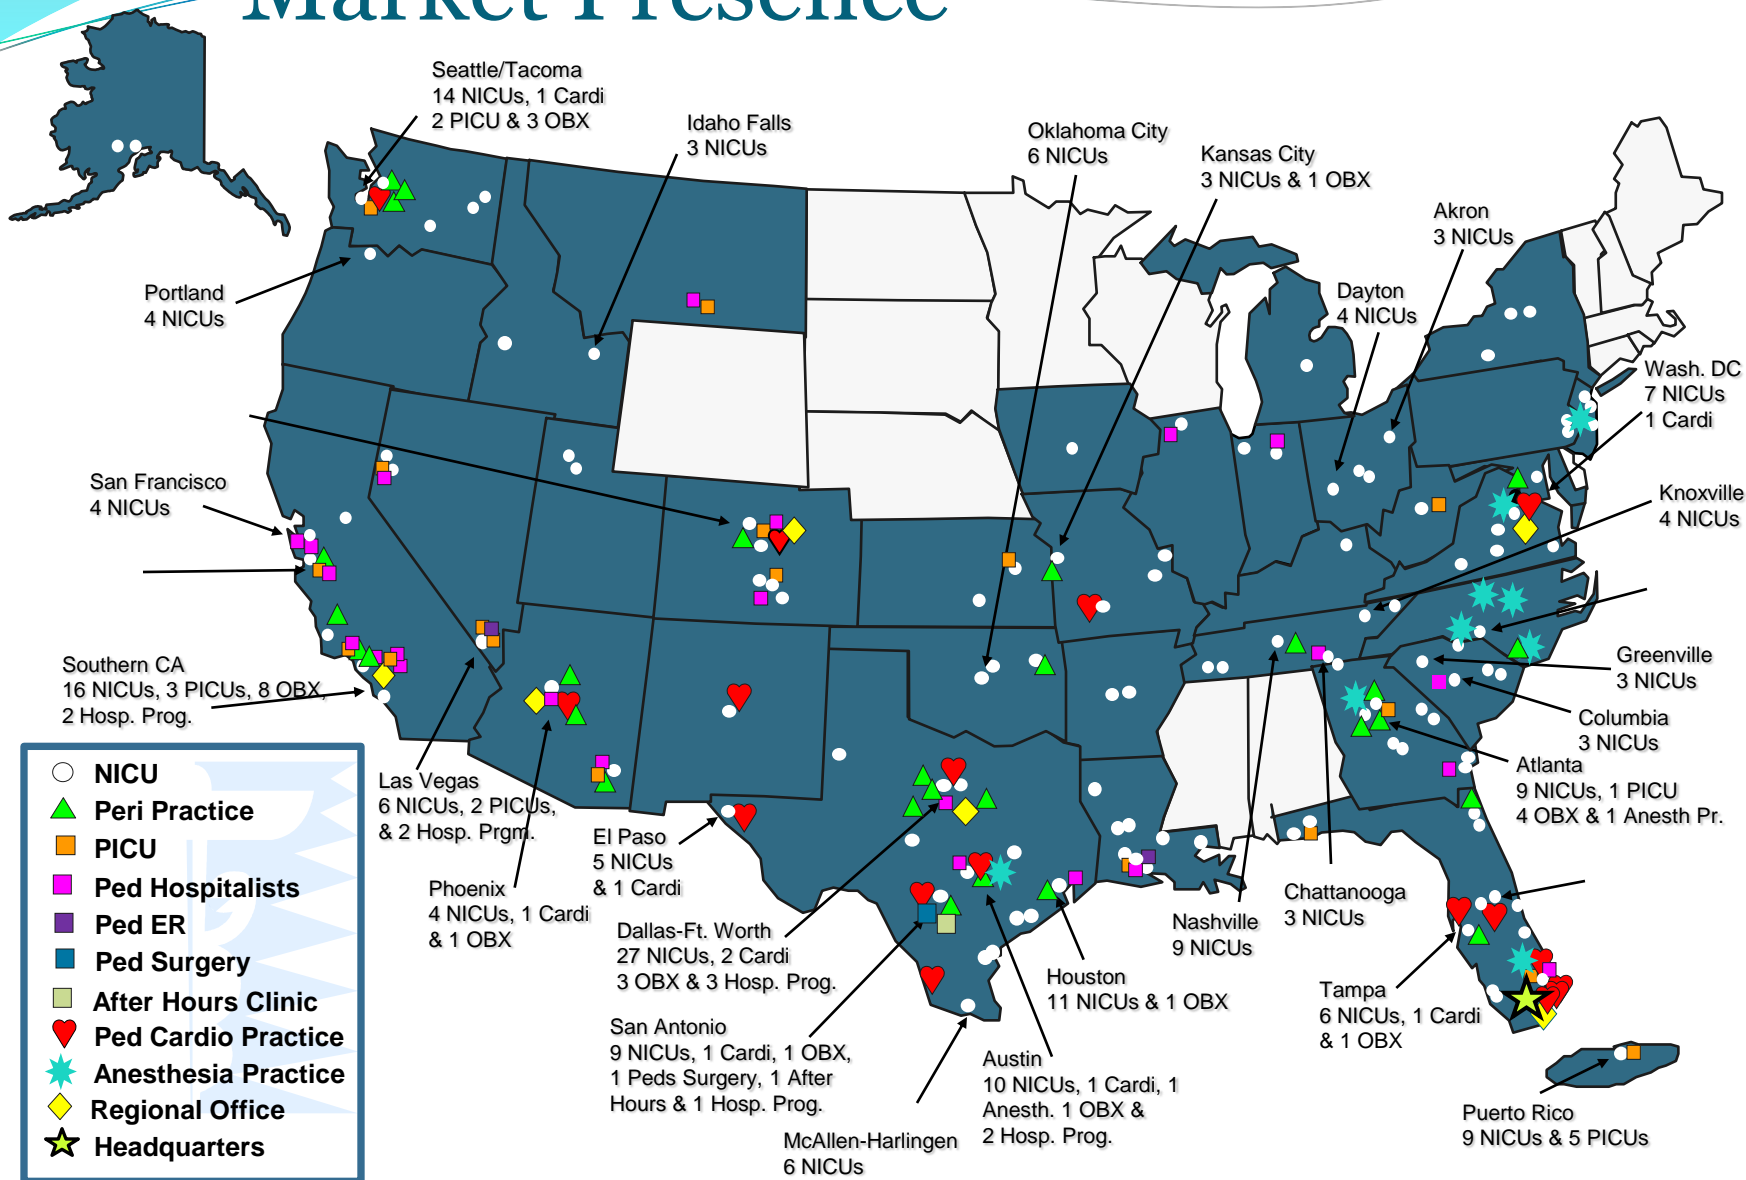 Market Presence
Seattle/Tacoma
14 NICUs, 1 Cardi
2 PICU & 3 OBX
Idaho Falls
3 NICUs
Oklahoma City
6 NICUs
Kansas City
3 NICUs & 1 OBX
Akron
3 NICUs
Portland
4 NICUs
Dayton
4 NICUs
Wash. DC
7 NICUs
1 Cardi
San Francisco
4 NICUs
Knoxville
4 NICUs
Southern CA
16 NICUs, 3 PICUs, 8 OBX,
2 Hosp. Prog.
Greenville
3 NICUs
Columbia
3 NICUs
Atlanta
9 NICUs, 1 PICU
4 OBX & 1 Anesth Pr.
Las Vegas
6 NICUs, 2 PICUs,
& 2 Hosp. Prgm.
El Paso
5 NICUs
& 1 Cardi
Phoenix
4 NICUs, 1 Cardi
& 1 OBX
Dallas-Ft. Worth
27 NICUs, 2 Cardi
3 OBX & 3 Hosp. Prog.
Nashville
9 NICUs
Chattanooga
3 NICUs
Houston
11 NICUs & 1 OBX
Tampa
6 NICUs, 1 Cardi
& 1 OBX
San Antonio
9 NICUs, 1 Cardi, 1 OBX,
1 Peds Surgery, 1 After
Hours & 1 Hosp. Prog.
Austin
10 NICUs, 1 Cardi, 1
Anesth. 1 OBX &
2 Hosp. Prog.
McAllen-Harlingen
6 NICUs
Puerto Rico
9 NICUs & 5 PICUs
NICU
Peri Practice
PICU
Ped Hospitalists
Ped ER
Ped Surgery
After Hours Clinic
Ped Cardio Practice
Anesthesia Practice
Regional Office
Headquarters